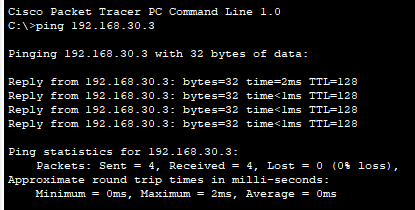 Cisco Packet Tracer PC Command Line 1.0
C:\>ping 192.168.30.3
Pinging 192.168.30.3 with 32 bytes of data:
Reply from 192.168.30.3: bytes=32 time=2ms TTL=128
Reply from 192.168.30.3: bytes=32 time<1ms TTL=128
Reply from 192.168.30.3: bytes=32 time<1ms TTL=128
Reply from 192.168.30.3: bytes=32 time<1ms TTL=128
Ping statistics for 192.168.30.3:
    Packets: Sent = 4, Received = 4, Lost = 0 (0% loss),
Approximate round trip times in milli-seconds:
    Minimum = 0ms, Maximum = 2ms, Average = 0ms